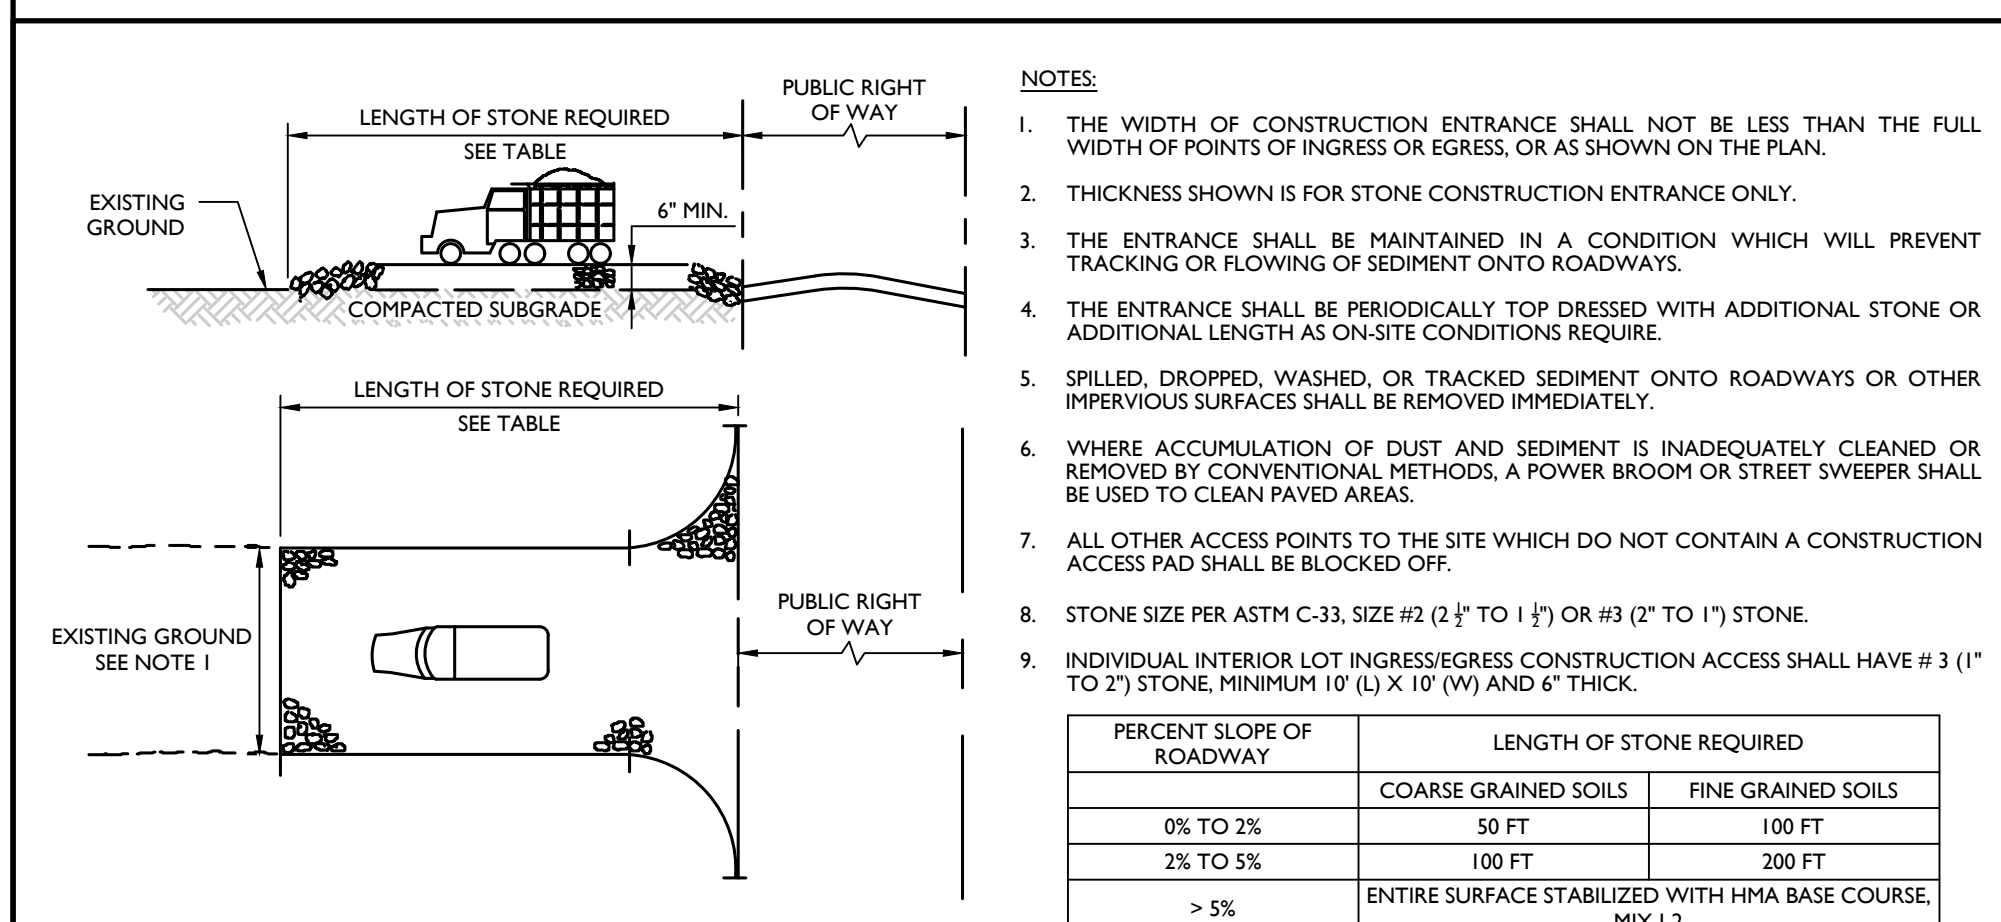 PUBLIC RIGHT
OF WAY
LENGTH OF STONE REQUIRED
SEE TABLE
EXISTING
GROUND
6" MIN.
COMPACTED SUBGRADE
LENGTH OF STONE REQUIRED
SEE TABLE
PUBLIC RIGHT
OF WAY
EXISTING GROUND
SEE NOTE 1
NOTES:
1. THE WIDTH OF CONSTRUCTION ENTRANCE SHALL NOT BE LESS THAN THE FULL
WIDTH OF POINTS OF INGRESS OR EGRESS, OR AS SHOWN ON THE PLAN.
2. THICKNESS SHOWN IS FOR STONE CONSTRUCTION ENTRANCE ONLY.
3. THE ENTRANCE SHALL BE MAINTAINED IN A CONDITION WHICH WILL PREVENT
TRACKING OR FLOWING OF SEDIMENT ONTO ROADWAYS.
4. THE ENTRANCE SHALL BE PERIODICALLY TOP DRESSED WITH ADDITIONAL STONE OR
ADDITIONAL LENGTH AS ON-SITE CONDITIONS REQUIRE.
5. SPILLED, DROPPED, WASHED, OR TRACKED SEDIMENT ONTO ROADWAYS OR OTHER
IMPERVIOUS SURFACES SHALL BE REMOVED IMMEDIATELY.
6. WHERE ACCUMULATION OF DUST AND SEDIMENT IS INADEQUATELY CLEANED OR
REMOVED BY CONVENTIONAL METHODS, A POWER BROOM OR STREET SWEEPER SHALL
BE USED TO CLEAN PAVED AREAS.
7. ALL OTHER ACCESS POINTS TO THE SITE WHICH DO NOT CONTAIN A CONSTRUCTION
ACCESS PAD SHALL BE BLOCKED OFF.
8. STONE SIZE PER ASTM C-33, SIZE #2 (2 1/2" TO 1 1/2") OR #3 (2" TO 1") STONE.
9. INDIVIDUAL INTERIOR LOT INGRESS/EGRESS CONSTRUCTION ACCESS SHALL HAVE # 3 (1"
TO 2") STONE, MINIMUM 10' (L) X 10' (W) AND 6" THICK.
PERCENT SLOPE OF
ROADWAY
LENGTH OF STONE REQUIRED
COARSE GRAINED SOILS FINE GRAINED SOILS
0% TO 2% 50 FT 100 FT
2% TO 5% 100 FT 200 FT
> 5% ENTIRE SURFACE STABILIZED WITH HMA BASE COURSE,